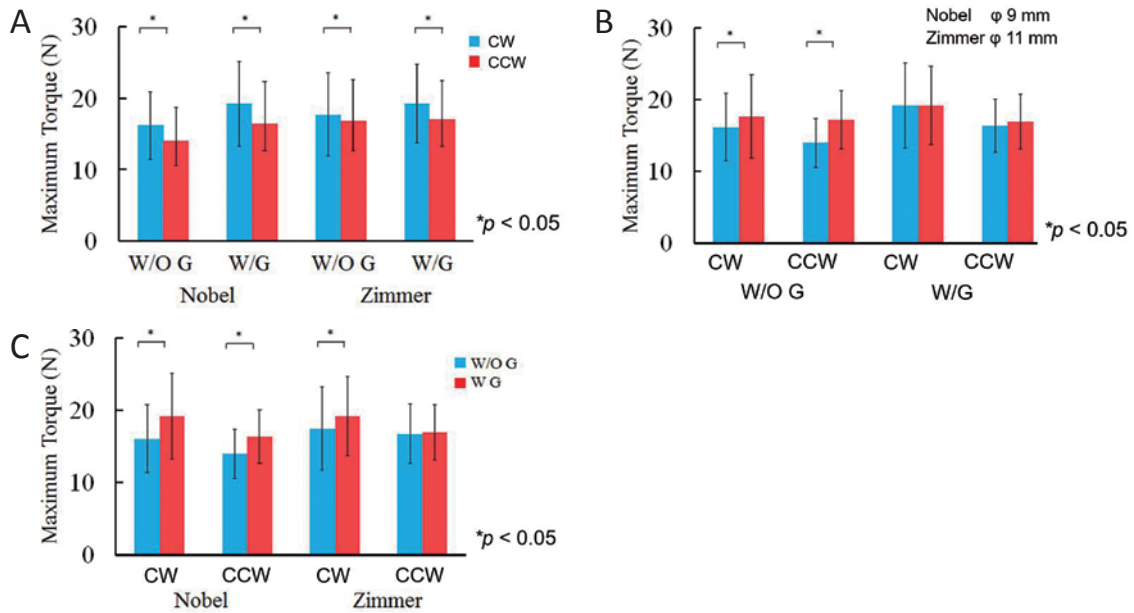 A
Maximum Torque (N)
30
20
10
0
* * * *
CW
CCW
*p < 0.05
W/O G W/G W/O G W/G
Nobel Zimmer
B
Maximum Torque (N)
30
20
10
0
* *
Nobel φ 9 mm
Zimmer φ 11 mm
*p < 0.05
CW CCW CW CCW
W/O G W/G
C
Maximum Torque (N)
30
20
10
0
* * *
W/O G
W G
*p < 0.05
CW CCW CW CCW
Nobel Zimmer